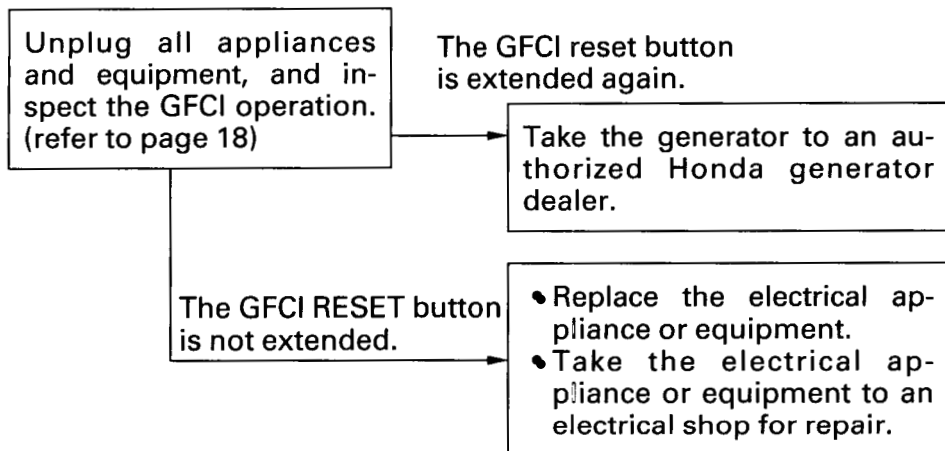 Unplug all appliances
and equipment, and in-
spect the GFCI operation.
(refer to page 18)
The GFCI reset button
is extended again.
Take the generator to an au-
thorized Honda generator
dealer.
The GFCI RESET button
is not extended.
• Replace the electrical ap-
pliance or equipment.
• Take the electrical ap-
pliance or equipment to an
electrical shop for repair.